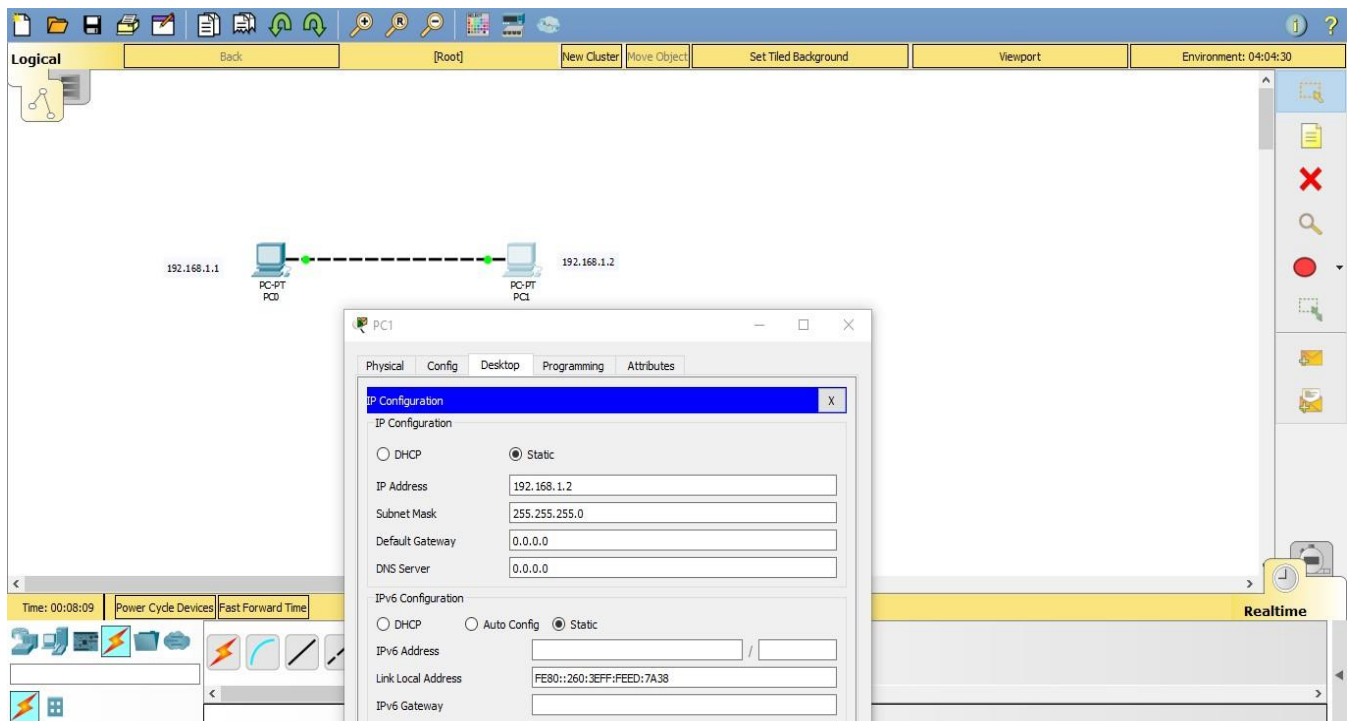 i ?
R
Logical Back [Root] New Cluster Move Object Set Tiled Background Viewport Environment: 04:04:30
192.168.1.1
192.168.1.2
PC-PT
PC0
PC-PT
PC1
PC1
Physical Config Desktop Programming Attributes
IP Configuration X
IP Configuration
DHCP Static
IP Address 192.168.1.2
Subnet Mask 255.255.255.0
Default Gateway 0.0.0.0
DNS Server 0.0.0.0
Time: 00:08:09 Power Cycle Devices Fast Forward Time Realtime
IPv6 Configuration
DHCP Auto Config Static
IPv6 Address /
Link Local Address FE80::260:3EFF:FEED:7A38
IPv6 Gateway